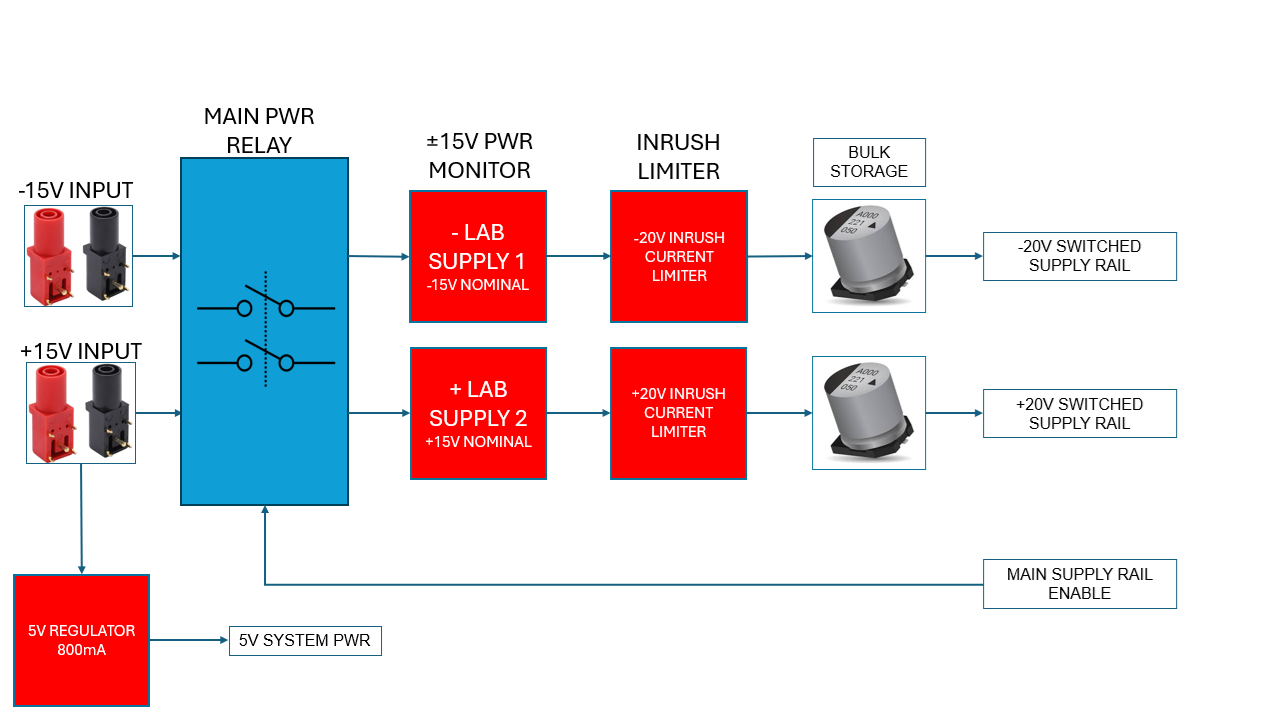 MAIN PWR
RELAY
±15V PWR
MONITOR
INRUSH
LIMITER
BULK
STORAGE
-15V INPUT
- LAB
SUPPLY 1
-15V NOMINAL
-20V INRUSH
CURRENT
LIMITER
A000
221
050
-20V SWITCHED
SUPPLY RAIL
+15V INPUT
+ LAB
SUPPLY 2
+15V NOMINAL
+20V INRUSH
CURRENT
LIMITER
A000
221
050
+20V SWITCHED
SUPPLY RAIL
MAIN SUPPLY RAIL
ENABLE
5V REGULATOR
800mA
5V SYSTEM PWR